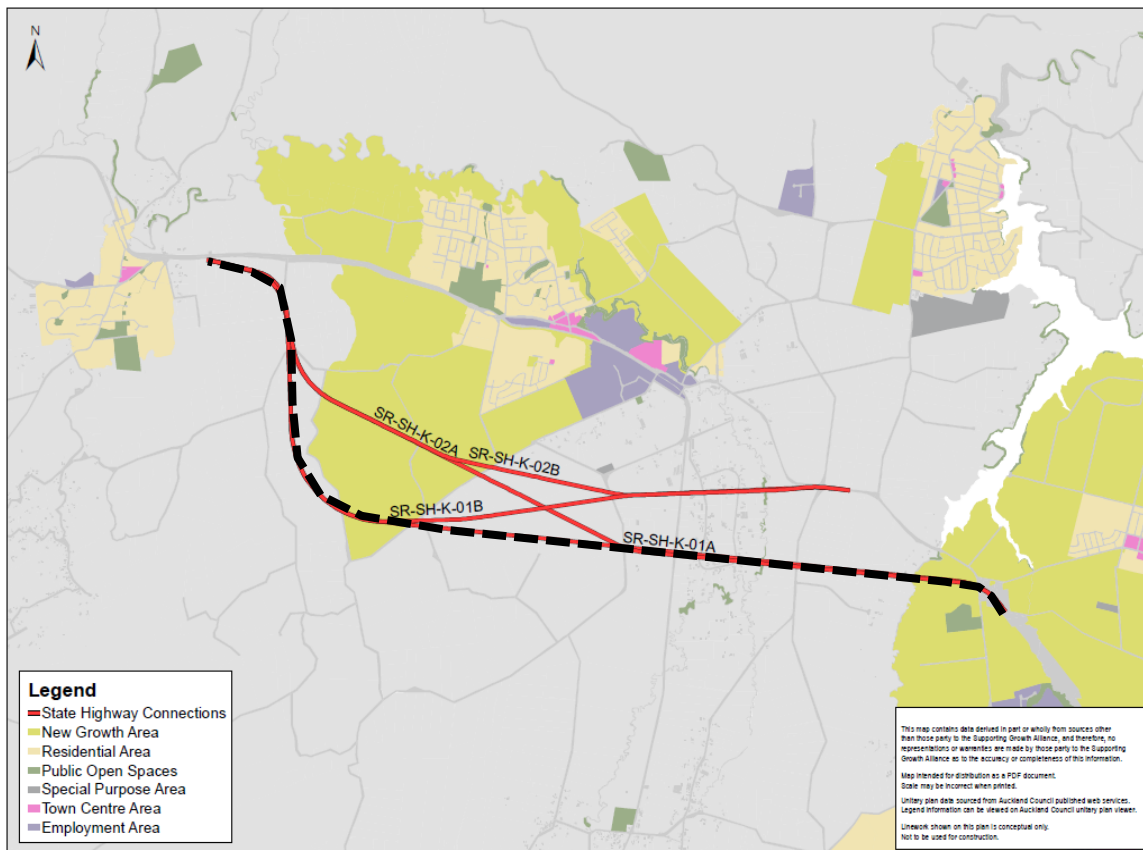 N
SR-SH-K-02A
SR-SH-K-02B
SR-SH-K-01B
SR-SH-K-01A
Legend
State Highway Connections
New Growth Area
Residential Area
Public Open Spaces
Special Purpose Area
Town Centre Area
Employment Area
This map contains data derived in part or wholly from sources other
than those party to the Supporting Growth Alliance, and therefore, no
representations or warranties are made by those party to the Supporting
Growth Alliance as to the accuracy or completeness of this information.
Map intended for distribution as a PDF document.
Scale may be incorrect when printed.
Unitary plan data sourced from Auckland Council published web services.
Legend information can be viewed on Auckland Council unitary plan viewer.
Linework shown on this plan is conceptual only.
Not to be used for construction.